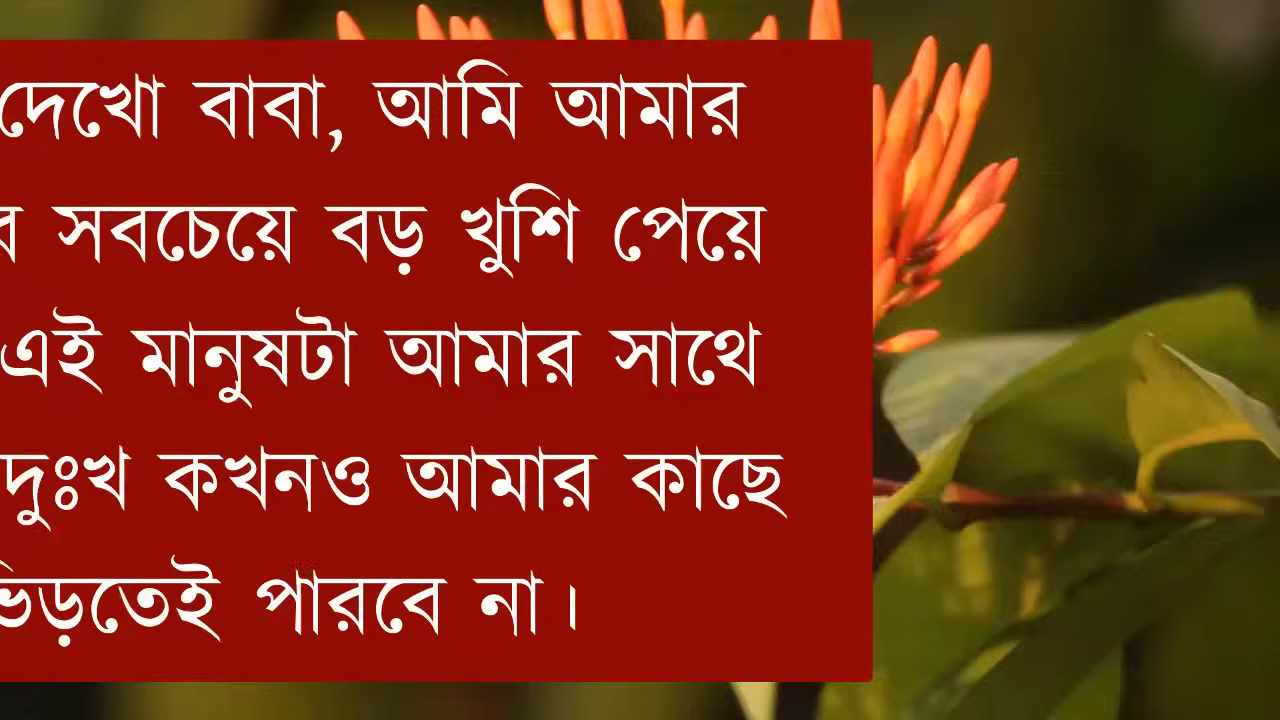 দেখো বাবা, আমি আমার
সবচেয়ে বড় খুশি পেয়ে
এই মানুষটা আমার সাথে
দুঃখ কখনও আমার কাছে
ভিড়তেই পারবে না।